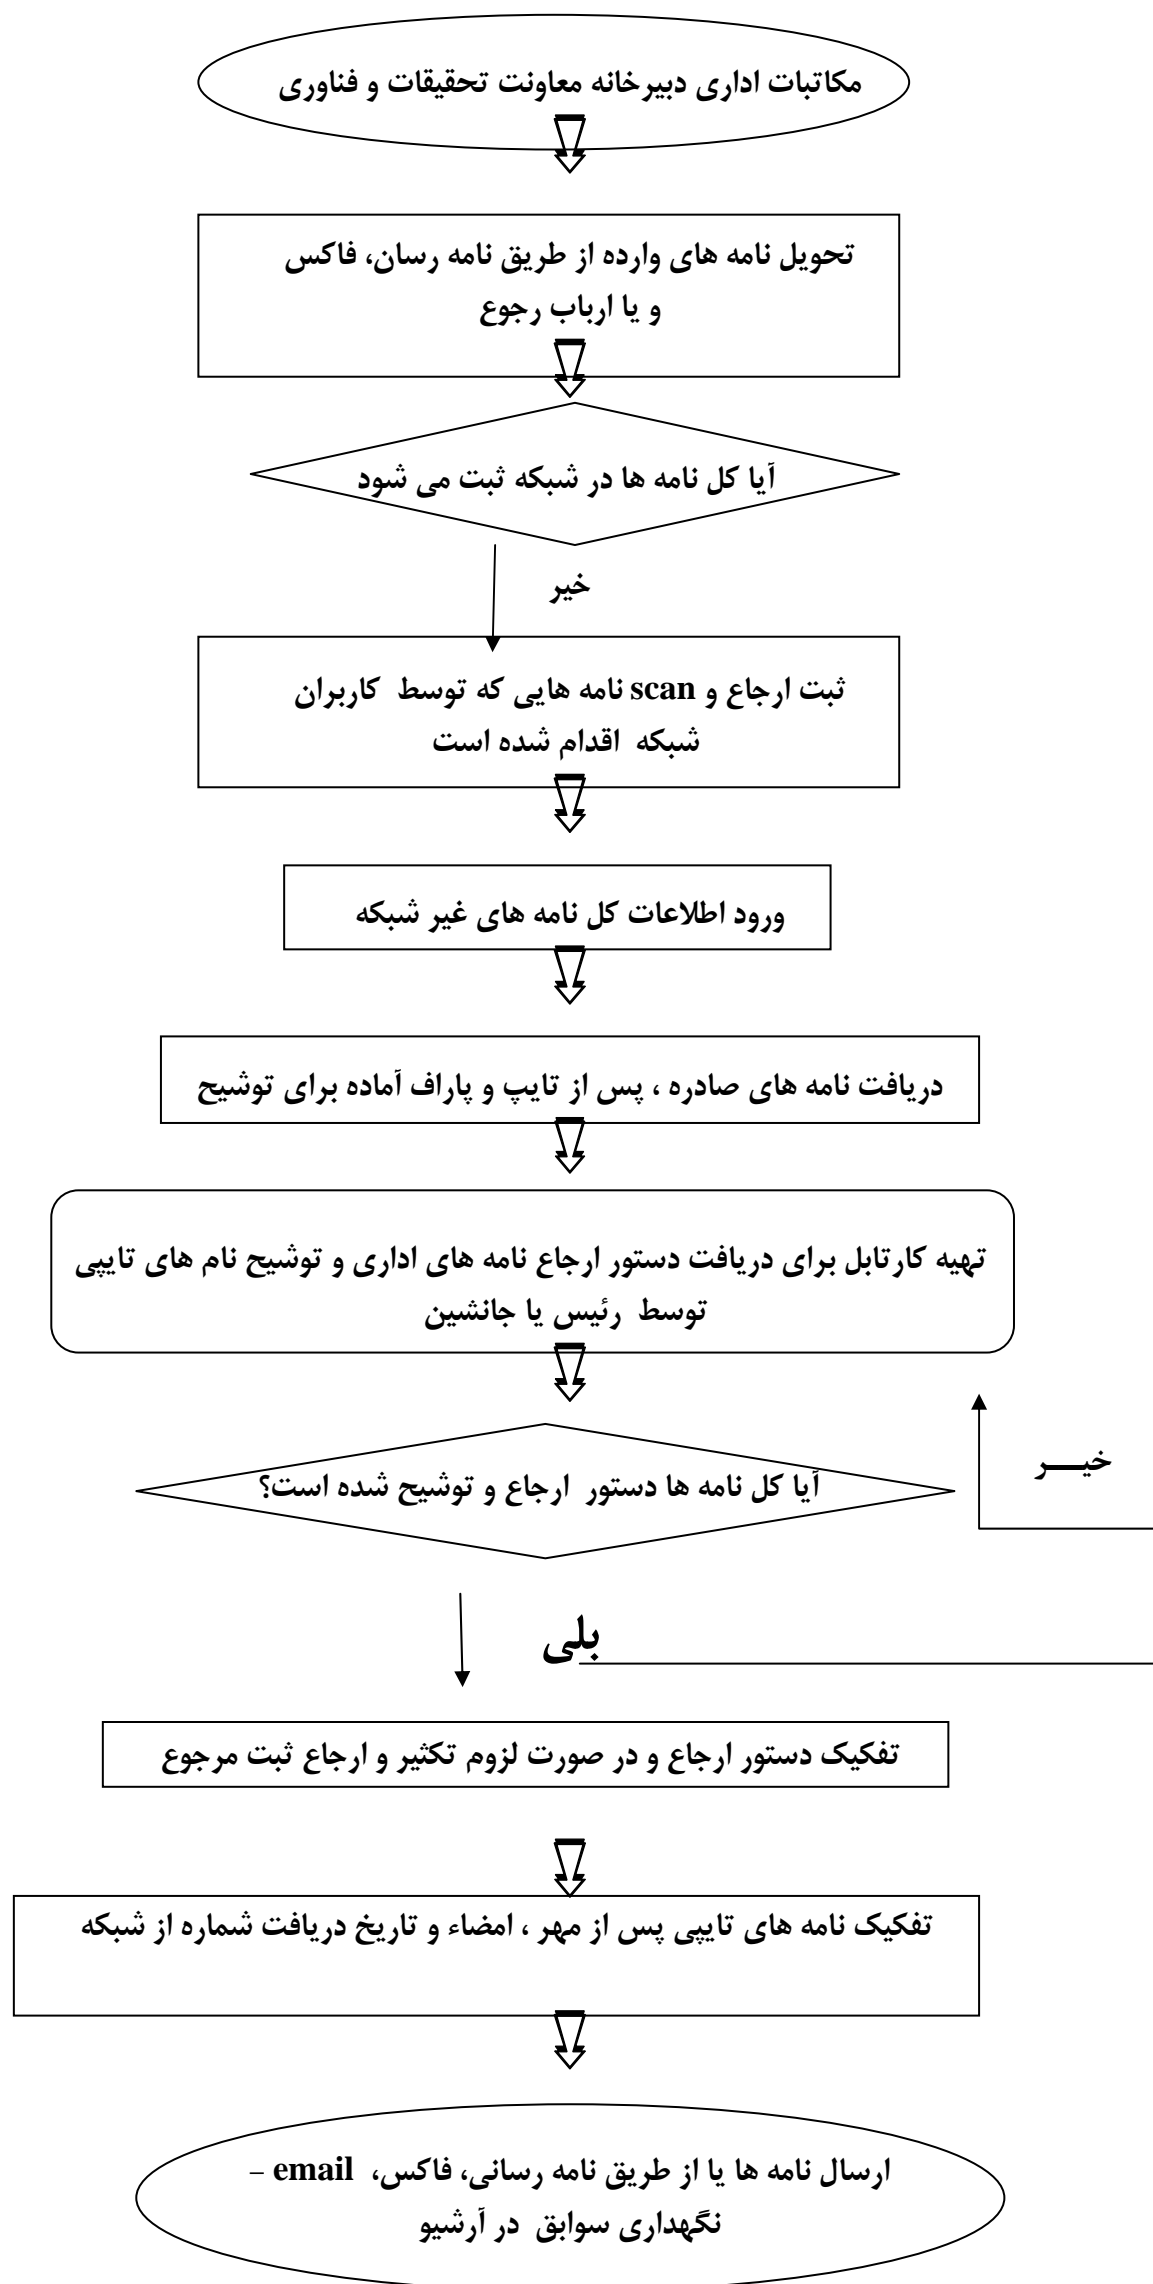 مکاتبات اداری دبیرخانه معاونت تحقیقات و فناوری
تحویل نامه های وارده از طریق نامه رسان، فاکس
و یا ارباب رجوع
آیا کل نامه ها در شبکه ثبت می شود
خیر
ثبت ارجاع و scan نامه هایی که توسط کاربران
شبکه اقدام شده است
ورود اطلاعات کل نامه های غیر شبکه
دریافت نامه های صادره ، پس از تایپ و پاراف آماده برای توشیح
تهیه کارتابل برای دریافت دستور ارجاع نامه های اداری و توشیح نام های تایپی
توسط رئیس یا جانشین
آیا کل نامه ها دستور ارجاع و توشیح شده است؟
خیـــر
بلی
تفکیک دستور ارجاع و در صورت لزوم تکثیر و ارجاع ثبت مرجوع
تفکیک نامه های تایپی پس از مهر ، امضاء و تاریخ دریافت شماره از شبکه
ارسال نامه ها یا از طریق نامه رسانی، فاکس، email –
نگهداری سوابق در آرشیو